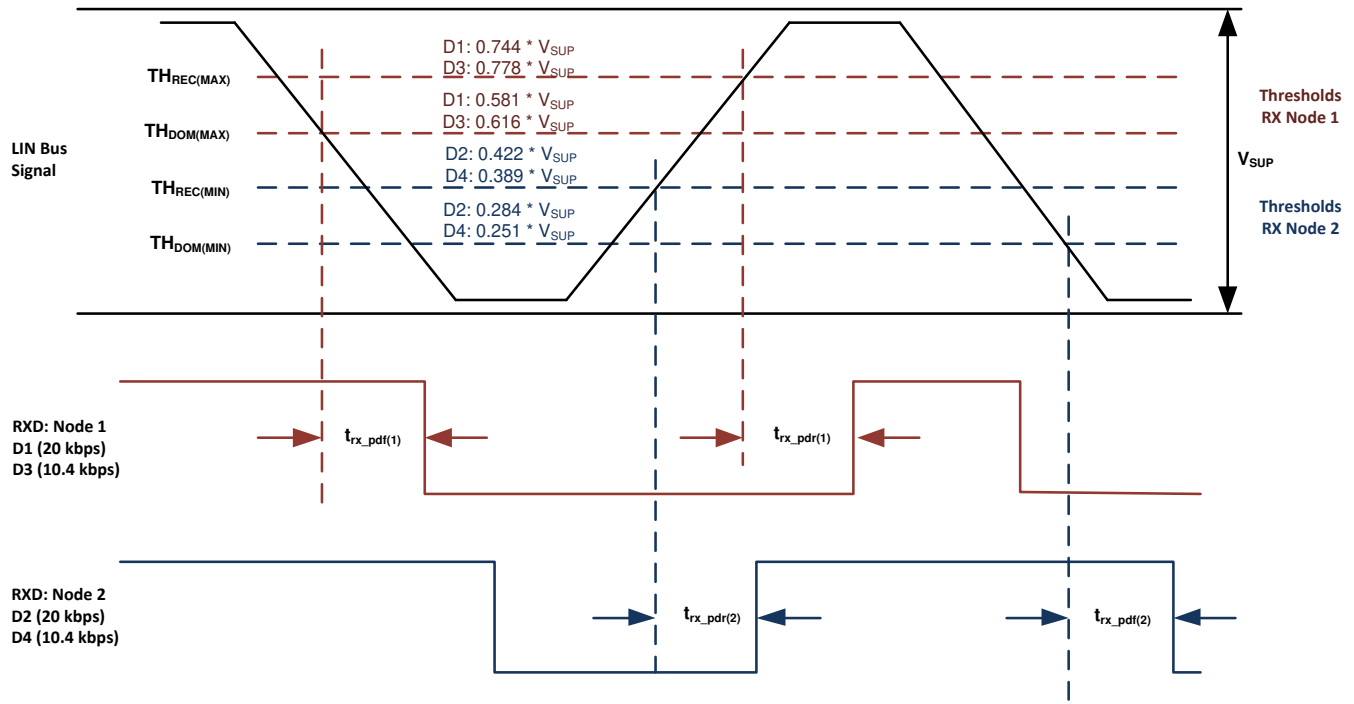 D1: 0.744 * VSUP
THREC(MAX)
D3: 0.778 * VSUP
D1: 0.581 * VSUP
THDOM(MAX)
D3: 0.616 * VSUP
Thresholds
RX Node 1
LIN Bus
Signal
D2: 0.422 * VSUP
THREC(MIN)
D4: 0.389 * VSUP
VSUP
D2: 0.284 * VSUP
THDOM(MIN)
D4: 0.251 * VSUP
Thresholds
RX Node 2
RXD: Node 1
D1 (20 kbps)
D3 (10.4 kbps)
trx_pdf(1)
trx_pdr(1)
RXD: Node 2
D2 (20 kbps)
D4 (10.4 kbps)
trx_pdr(2)
trx_pdf(2)